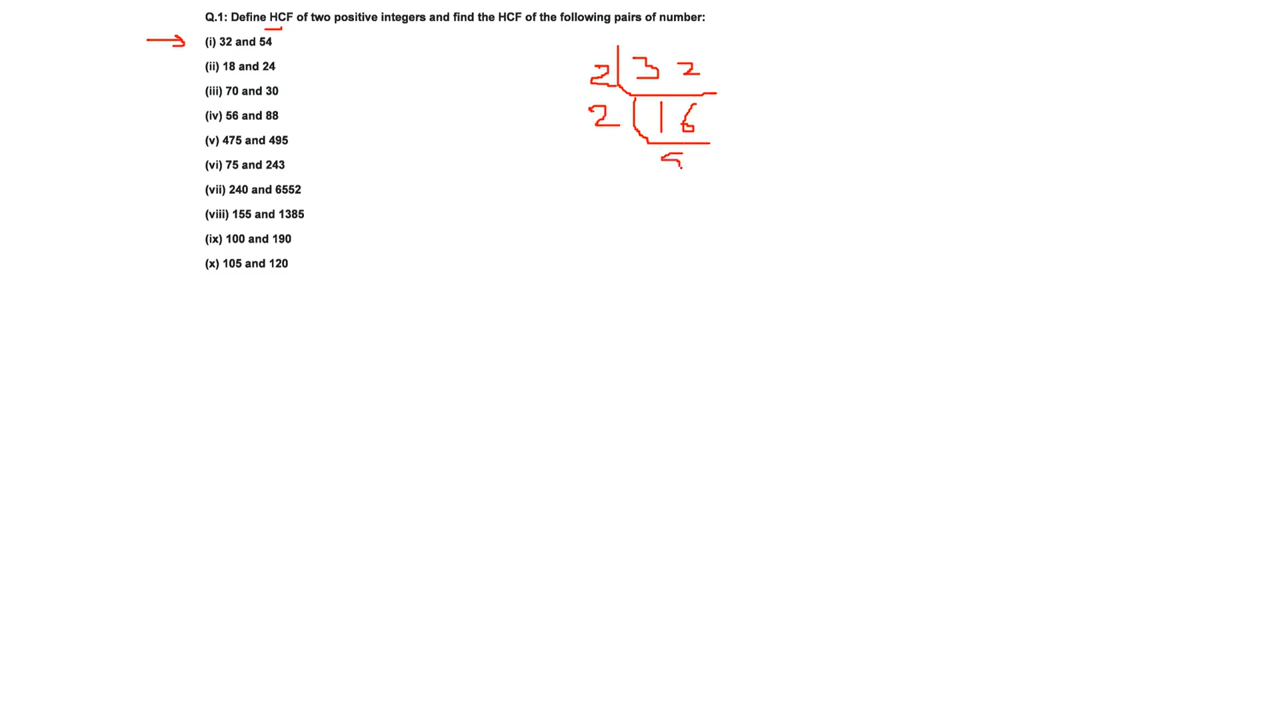 Q.1: Define HCF of two positive integers and find the HCF of the following pairs of number:
(i) 32 and 54
(ii) 18 and 24
(iii) 70 and 30
(iv) 56 and 88
(v) 475 and 495
(vi) 75 and 243
(vii) 240 and 6552
(viii) 155 and 1385
(ix) 100 and 190
(x) 105 and 120
2 32
2 16